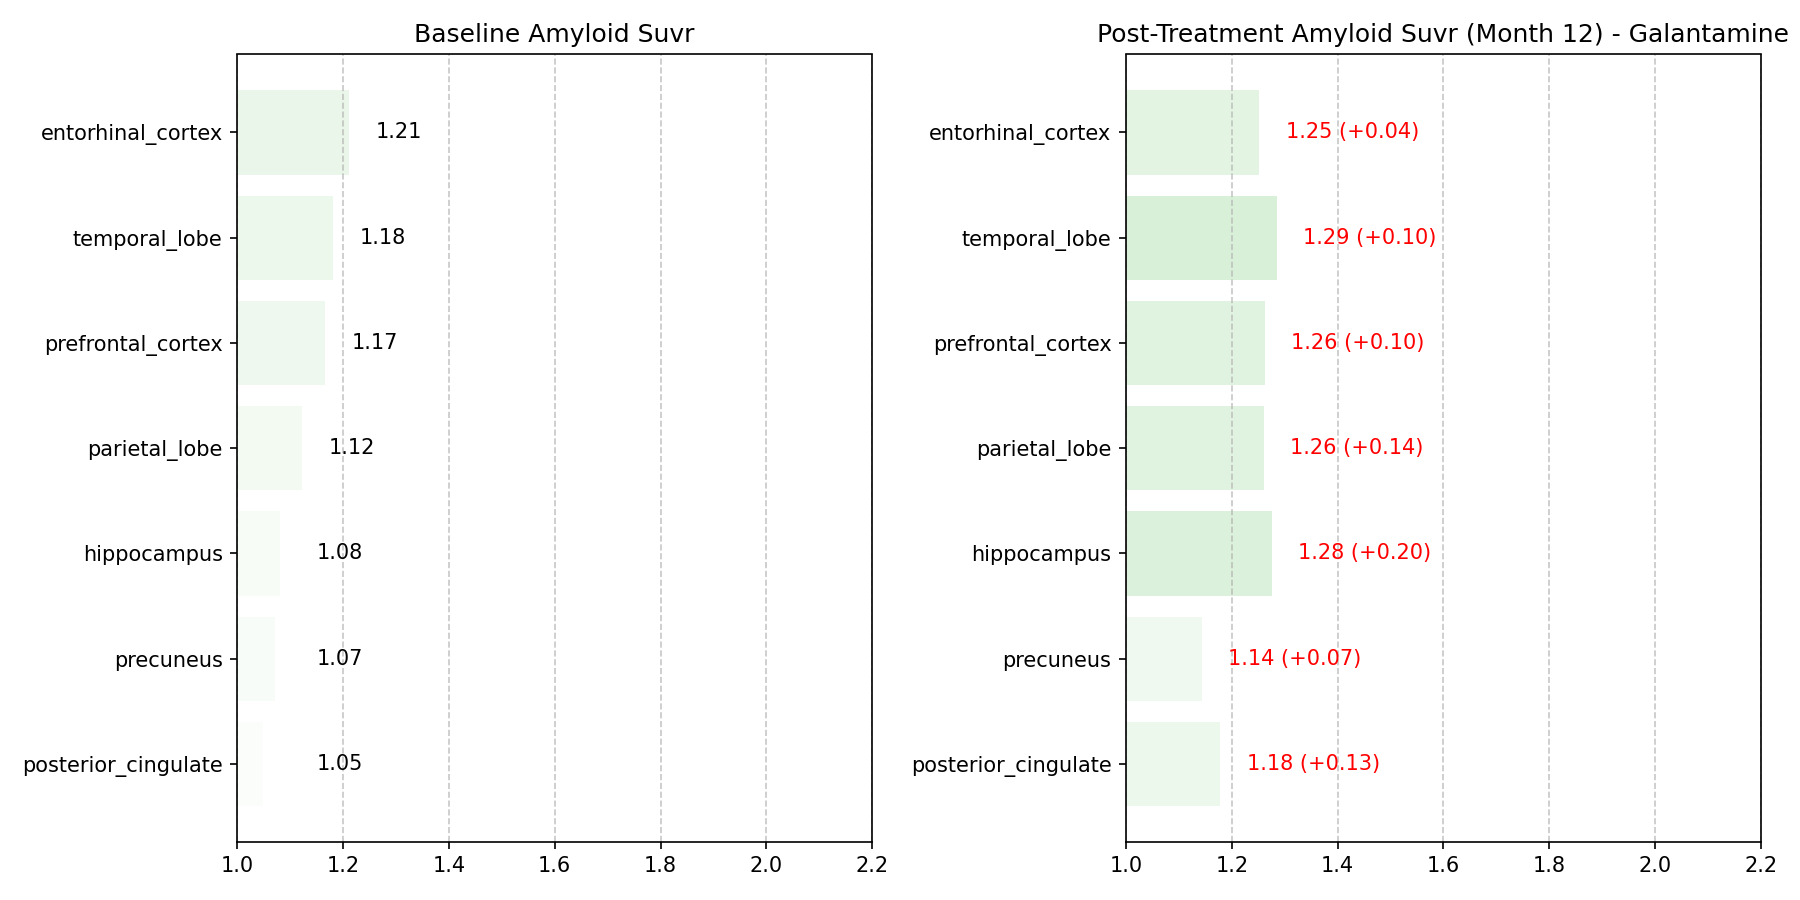 Baseline Amyloid Suvr
entorhinal_cortex
1.21
temporal_lobe
1.18
prefrontal_cortex
1.17
parietal_lobe
1.12
hippocampus
1.08
precuneus
1.07
posterior_cingulate
1.05
1.0 1.2 1.4 1.6 1.8 2.0 2.2
Post-Treatment Amyloid Suvr (Month 12) - Galantamine
entorhinal_cortex
1.25 (+0.04)
temporal_lobe
1.29 (+0.10)
prefrontal_cortex
1.26 (+0.10)
parietal_lobe
1.26 (+0.14)
hippocampus
1.28 (+0.20)
precuneus
1.14 (+0.07)
posterior_cingulate
1.18 (+0.13)
1.0 1.2 1.4 1.6 1.8 2.0 2.2